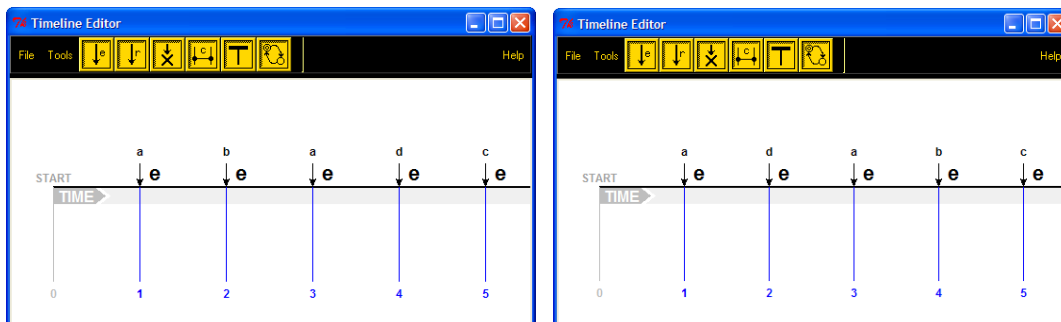 Timeline Editor
File Tools e r c Help
a b a d c
e e e e e
START
TIME
0 1 2 3 4 5
Timeline Editor
File Tools e r c Help
a d a b c
e e e e e
START
TIME
0 1 2 3 4 5